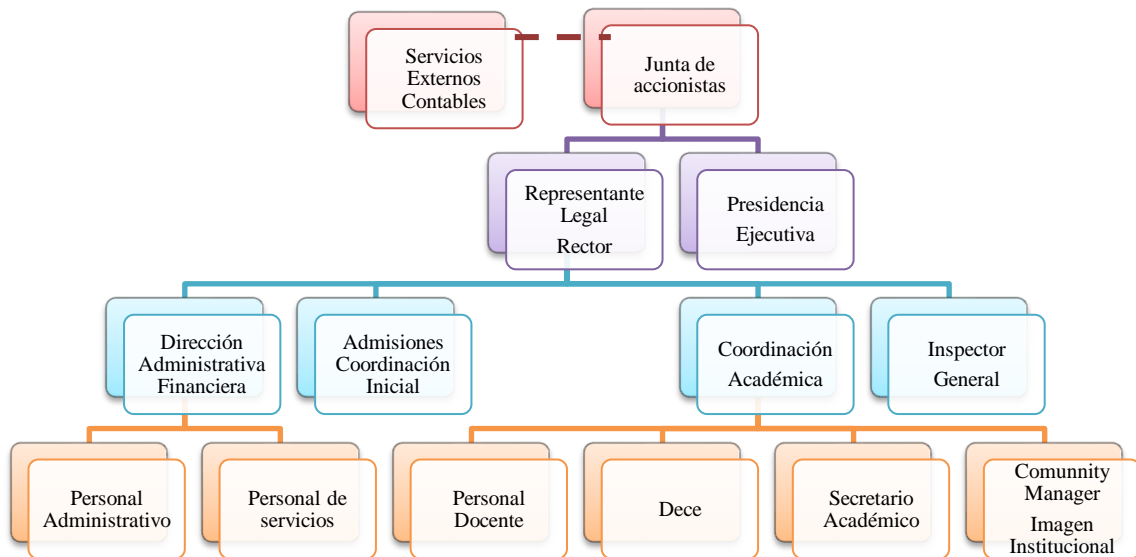 Servicios
Externos
Contables
Junta de
accionistas
Representante
Legal
Rector
Presidencia
Ejecutiva
Dirección
Administrativa
Financiera
Admisiones
Coordinación
Inicial
Coordinación
Académica
Inspector
General
Personal
Administrativo
Personal de
servicios
Personal
Docente
Dece
Secretario
Académico
Comunnity
Manager
Imagen
Institucional